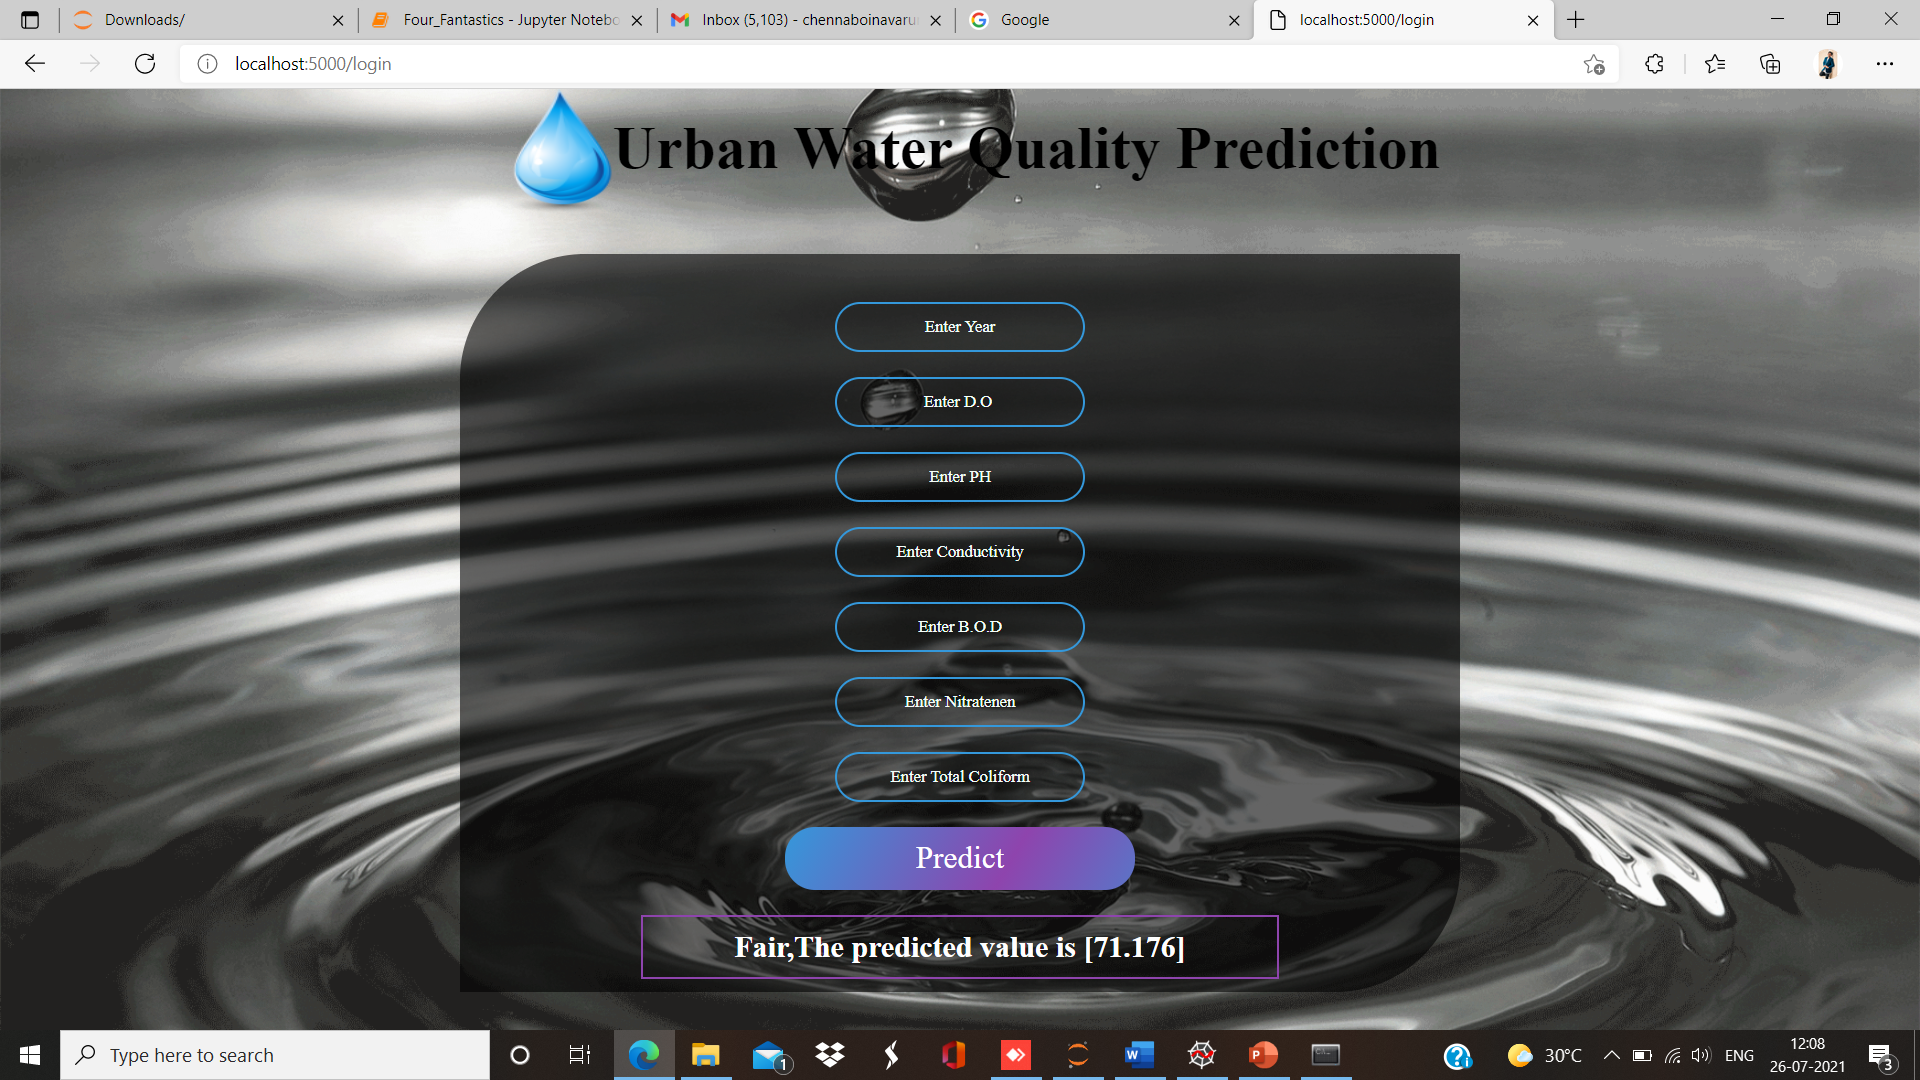 Downloads/
Four_Fantastics - Jupyter Notebo
Inbox (5,103) - chennaboinavaru
Google
localhost:5000/login
localhost:5000/login
Urban Water Quality Prediction
Enter Year
Enter D.O
Enter PH
Enter Conductivity
Enter B.O.D
Enter Nitratenen
Enter Total Coliform
Predict
Fair,The predicted value is [71.176]
Type here to search
1
30°C
ENG
12:08
26-07-2021
3